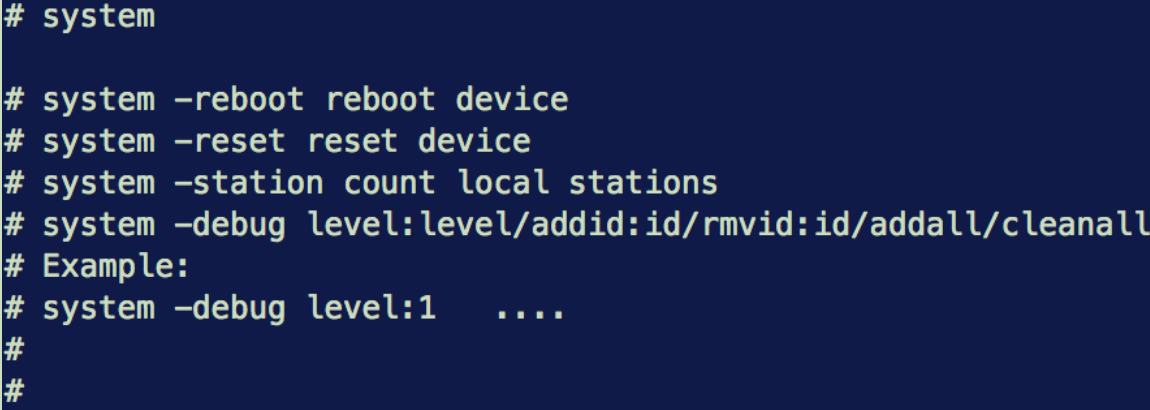 # system
# system -reboot reboot device
# system -reset reset device
# system -station count local stations
# system -debug level:level/addid:id/rmvid:id/addall/cleanall
# Example:
# system -debug level:1   ....
#
#